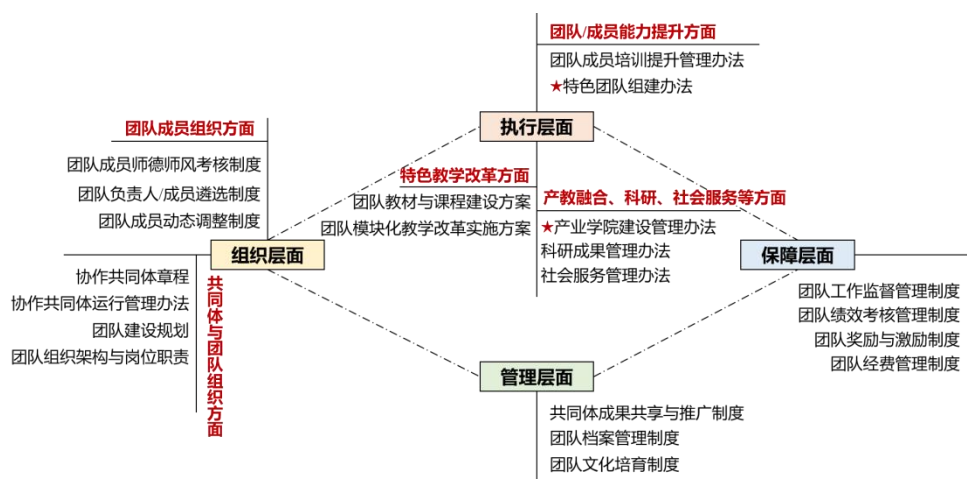 团队/成员能力提升方面
团队成员培训提升管理办法
★特色团队组建办法
执行层面
团队成员组织方面
团队成员师德师风考核制度
团队负责人/成员遴选制度
团队成员动态调整制度
特色教学改革方面
团队教材与课程建设方案
团队模块化教学改革实施方案
产教融合、科研、社会服务等方面
★产业学院建设管理办法
科研成果管理办法
社会服务管理办法
组织层面
保障层面
协作共同体章程
协作共同体运行管理办法
团队建设规划
团队组织架构与岗位职责
共同体与团队组织方面
团队工作监督管理制度
团队绩效考核管理制度
团队奖励与激励制度
团队经费管理制度
管理层面
共同体成果共享与推广制度
团队档案管理制度
团队文化培育制度